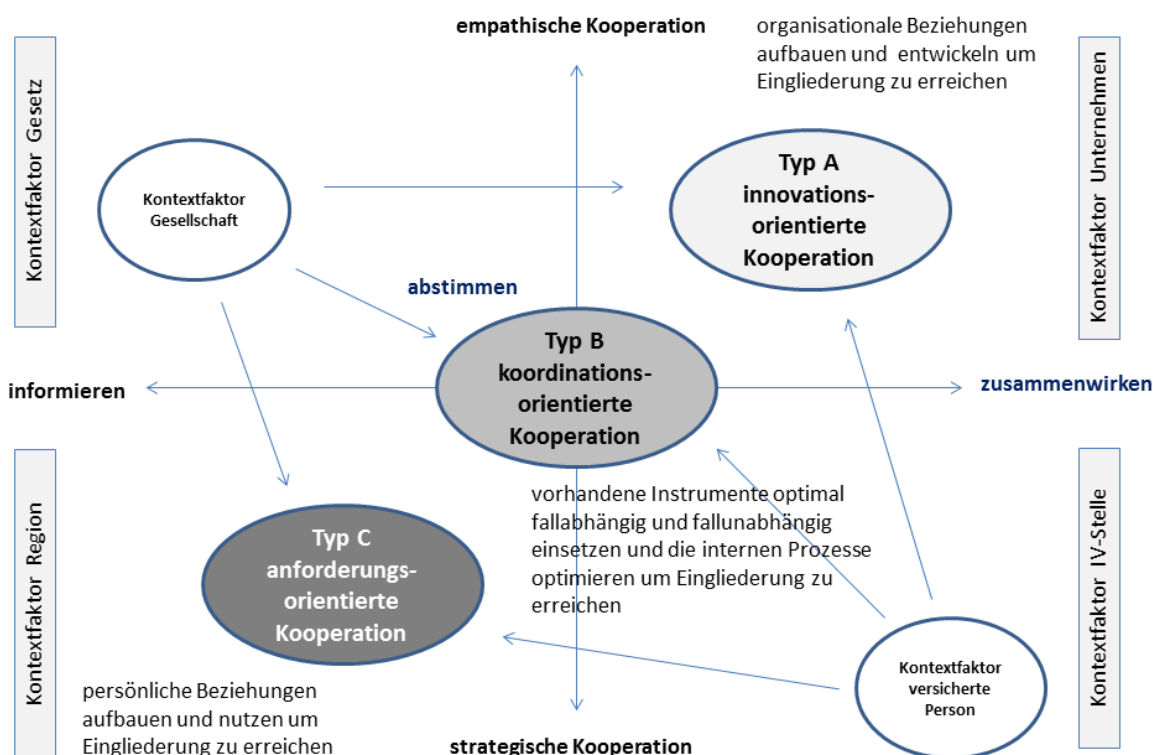 empathische Kooperation
organisationale Beziehungen
aufbauen und entwickeln um
Eingliederung zu erreichen
Kontextfaktor Gesetz
Kontextfaktor Unternehmen
Kontextfaktor
Gesellschaft
Typ A
innovations-
orientierte
Kooperation
abstimmen
Typ B
koordinations-
orientierte
Kooperation
informieren
zusammenwirken
Kontextfaktor Region
Kontextfaktor IV-Stelle
vorhandene Instrumente optimal
fallabhängig und fallunabhängig
einsetzen und die internen Prozesse
optimieren um Eingliederung zu
erreichen
Typ C
anforderungs-
orientierte
Kooperation
Kontextfaktor
versicherte
Person
persönliche Beziehungen
aufbauen und nutzen um
Eingliederung zu erreichen
strategische Kooperation